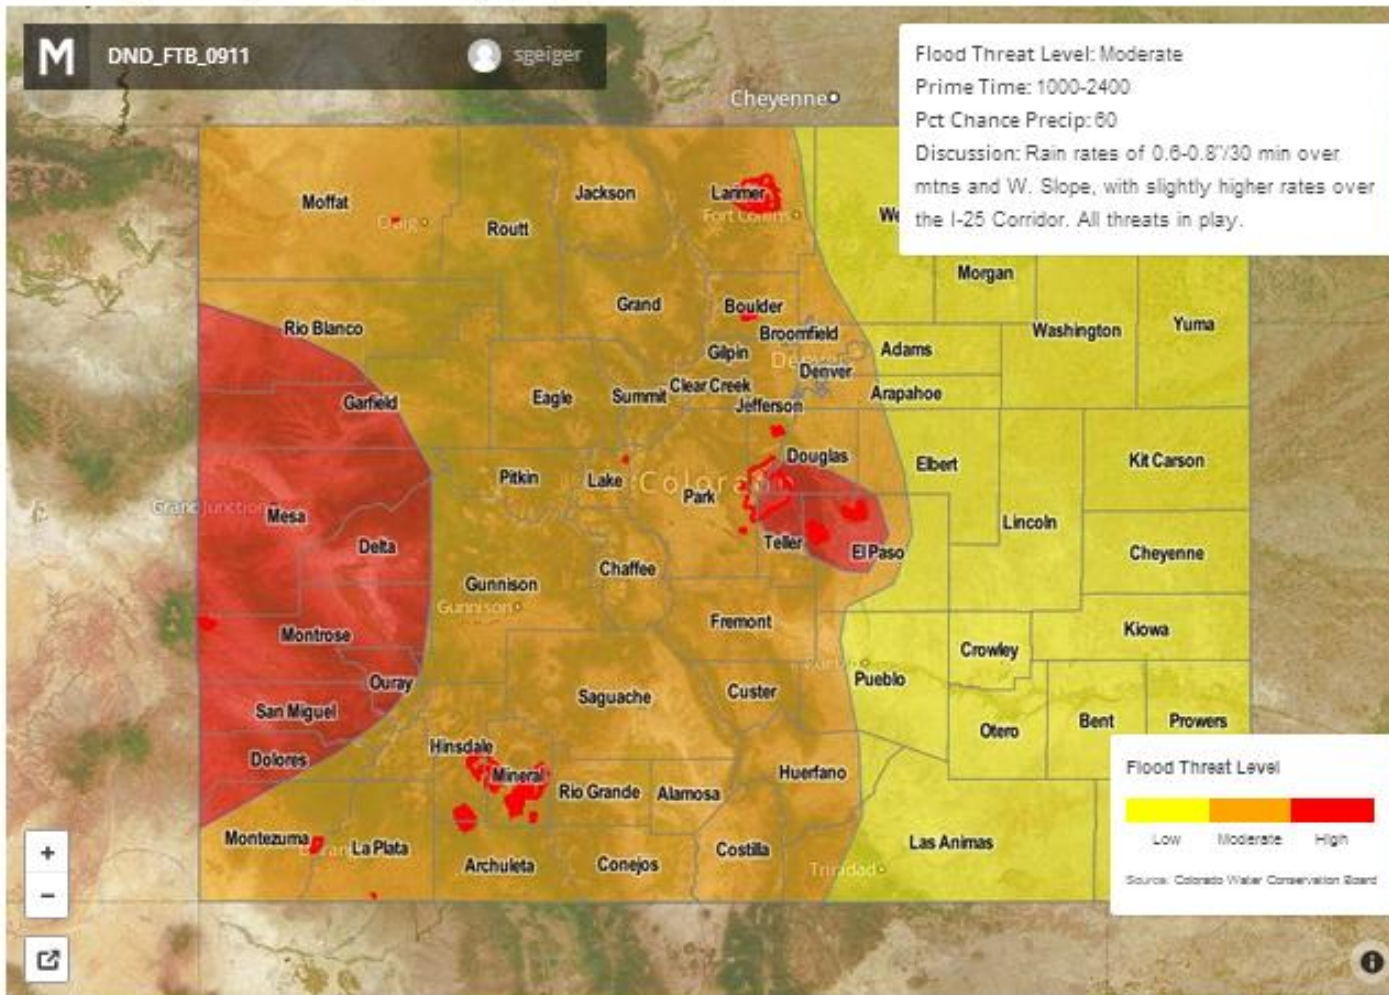 M DND_FTB_0911 sgeiger
Flood Threat Level: Moderate
Prime Time: 1000-2400
Pct Chance Precip: 60
Discussion: Rain rates of 0.6-0.8"/30 min over
mtns and W. Slope, with slightly higher rates over
the I-25 Corridor. All threats in play.
Cheyenne
Moffat
Jackson
Larimer
Craig
Fort Collins
Routt
We
Morgan
Grand
Boulder
Rio Blanco
Broomfield
Washington
Yuma
Gilpin
Adams
Denver
Denver
Clear Creek
Arapahoe
Eagle
Summit
Garfield
Jefferson
Douglas
Elbert
Kit Carson
Pitkin
Lake
Colora
Park
Grand Junction
Mesa
Lincoln
Delta
Teller
El Paso
Cheyenne
Chaffee
Gunnison
Gunnison
Fremont
Kiowa
Montrose
Crowley
Ouray
Pueblo
Custer
Saguache
San Miguel
Bent
Prowers
Otero
Hinsdale
Dolores
Mineral
Huerfano
Rio Grande
Alamosa
Montezuma
La Plata
Costilla
Las Animas
Archuleta
Conejos
Trinidad
Flood Threat Level
Low Moderate High
Source: Colorado Water Conservation Board
+
−
i